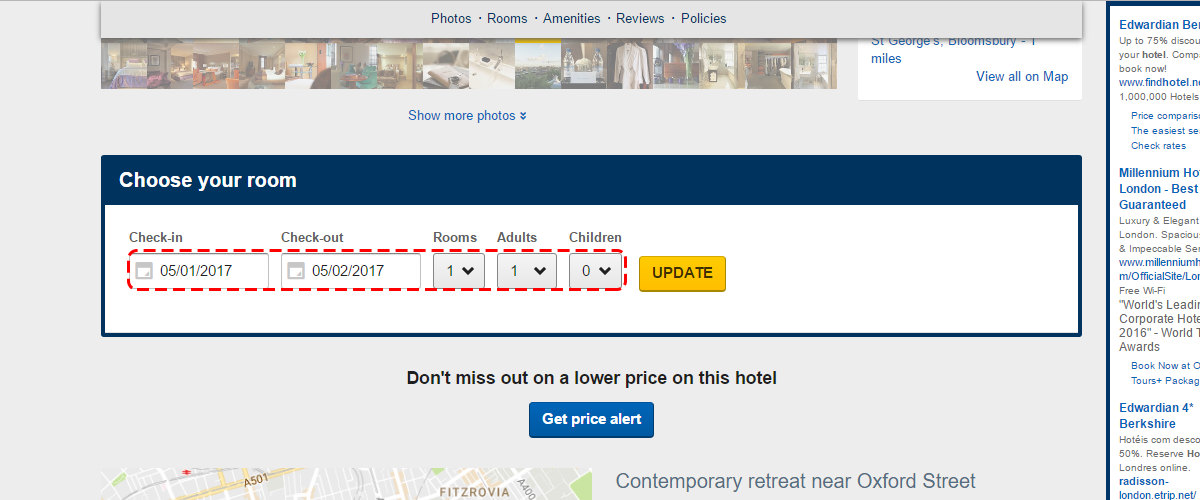 Photos · Rooms · Amenities · Reviews · Policies
St George's, Bloomsbury - 1
miles
View all on Map
Show more photos
Choose your room
Check-in Check-out Rooms Adults Children
05/01/2017 05/02/2017 1 1 0 UPDATE
Don't miss out on a lower price on this hotel
Get price alert
A501
FITZROVIA
A400
Contemporary retreat near Oxford Street
Edwardian Ber
Up to 75% discou
your hotel. Compa
book now!
www.findhotel.ne
1,000,000 Hotels
Price compariso
The easiest sea
Check rates
Millennium Hot
London - Best
Guaranteed
Luxury & Elegant
London. Spacious
& Impeccable Ser
www.millenniumh
m/OfficialSite/Lon
Free Wi-Fi
"World's Leadi
Corporate Hote
2016" - World T
Awards
Book Now at O
Tours+ Packag
Edwardian 4*
Berkshire
Hotéis com desco
50%. Reserve Ho
Londres online.
radisson-
london.etrip.net/